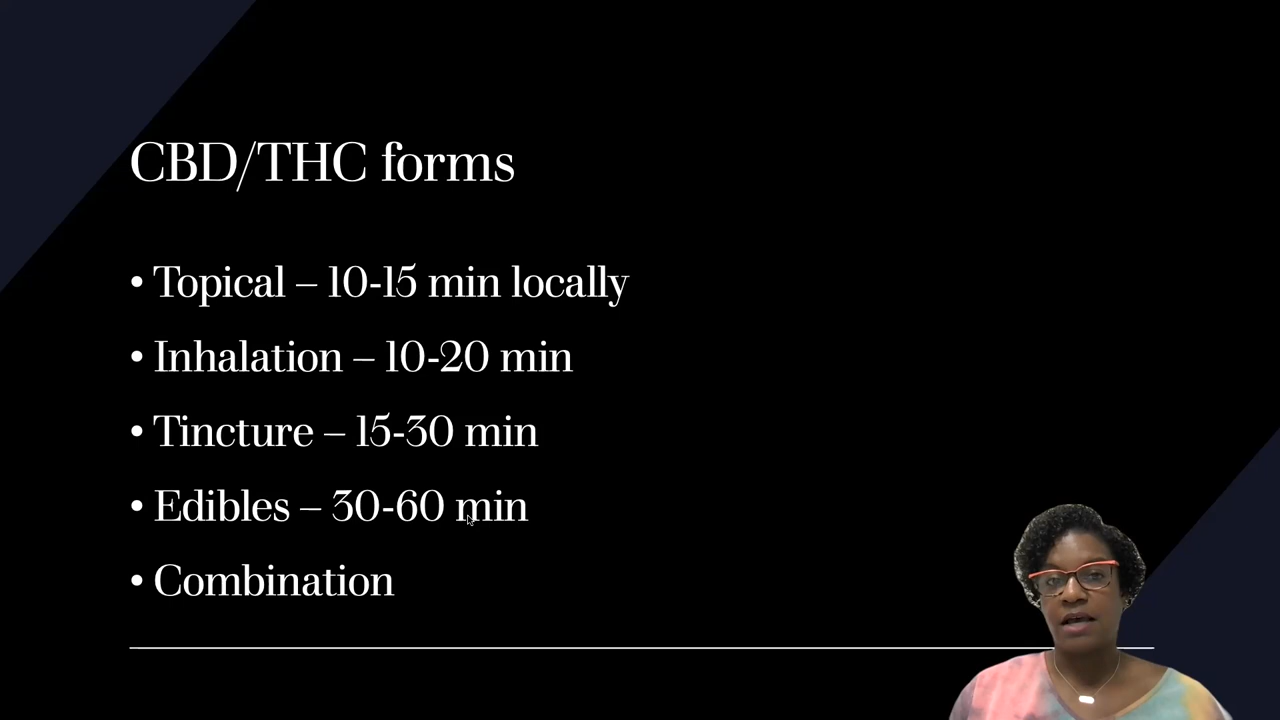 CBD/THC forms
• Topical – 10-15 min locally
• Inhalation – 10-20 min
• Tincture – 15-30 min
• Edibles – 30-60 min
• Combination